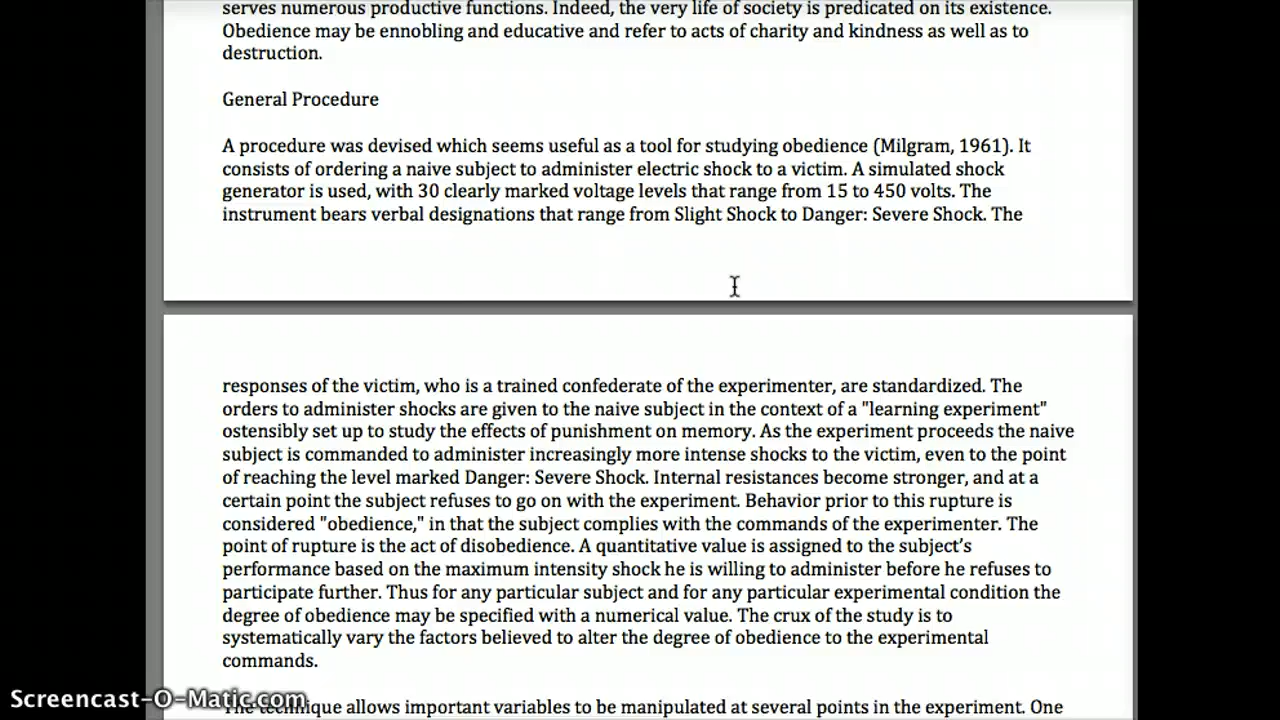 serves numerous productive functions. Indeed, the very life of society is predicated on its existence.
Obedience may be ennobling and educative and refer to acts of charity and kindness as well as to
destruction.
General Procedure
A procedure was devised which seems useful as a tool for studying obedience (Milgram, 1961). It
consists of ordering a naive subject to administer electric shock to a victim. A simulated shock
generator is used, with 30 clearly marked voltage levels that range from 15 to 450 volts. The
instrument bears verbal designations that range from Slight Shock to Danger: Severe Shock. The
responses of the victim, who is a trained confederate of the experimenter, are standardized. The
orders to administer shocks are given to the naive subject in the context of a "learning experiment"
ostensibly set up to study the effects of punishment on memory. As the experiment proceeds the naive
subject is commanded to administer increasingly more intense shocks to the victim, even to the point
of reaching the level marked Danger: Severe Shock. Internal resistances become stronger, and at a
certain point the subject refuses to go on with the experiment. Behavior prior to this rupture is
considered "obedience," in that the subject complies with the commands of the experimenter. The
point of rupture is the act of disobedience. A quantitative value is assigned to the subject's
performance based on the maximum intensity shock he is willing to administer before he refuses to
participate further. Thus for any particular subject and for any particular experimental condition the
degree of obedience may be specified with a numerical value. The crux of the study is to
systematically vary the factors believed to alter the degree of obedience to the experimental
commands.
The technique allows important variables to be manipulated at several points in the experiment. One
Screencast-O-Matic.com